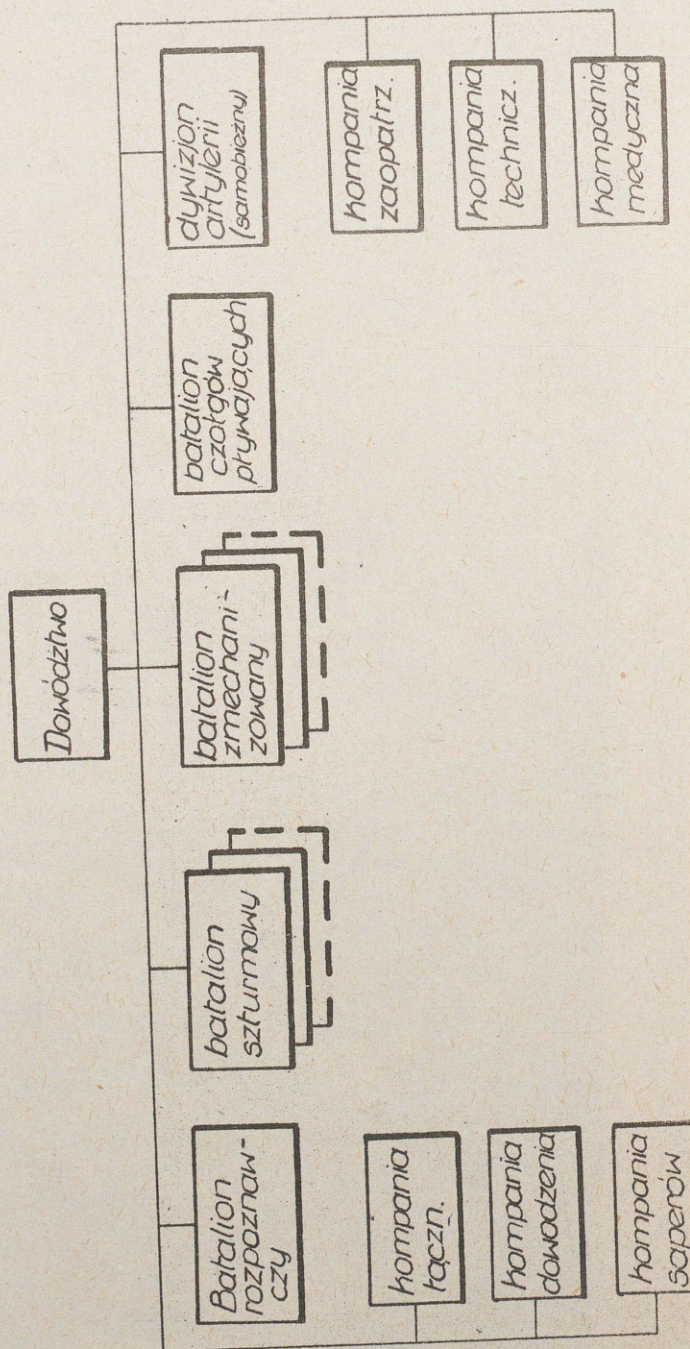 Dowództwo
Batalion
rozpoznaw-
czy
batalion
szturmowy
batalion
zmechani-
zowany
batalion
czołgów
pływających
dywizjon
artylerii
(samobieżny)
kompania
łączn.
kompania
dowodzenia
kompania
saperów
kompania
zaopatrz.
kompania
technicz.
kompania
medyczna